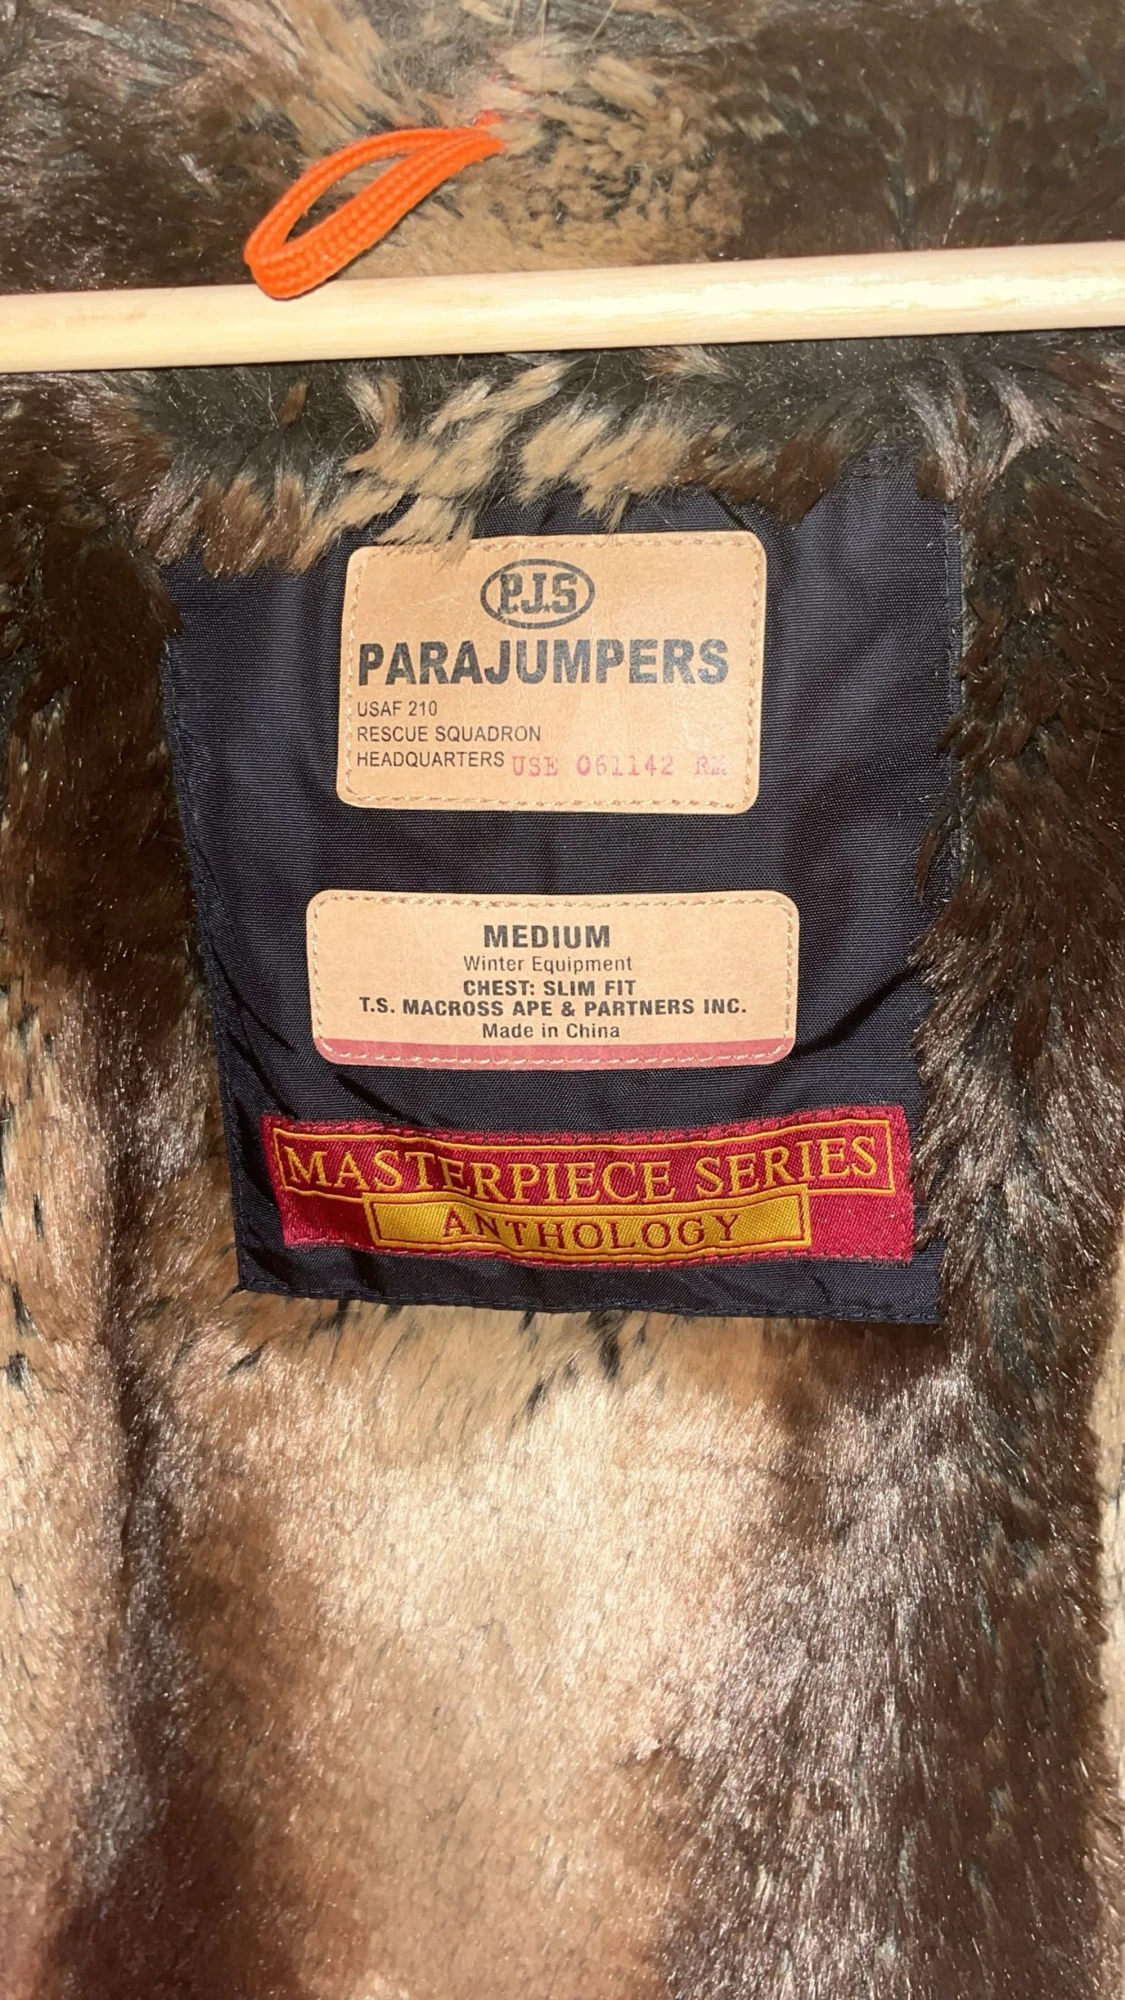 P.J.S
PARAJUMPERS
USAF 210
RESCUE SQUADRON
HEADQUARTERS USE 061142 RM
MEDIUM
Winter Equipment
CHEST: SLIM FIT
T.S. MACROSS APE & PARTNERS INC.
Made in China
MASTERPIECE SERIES
ANTHOLOGY